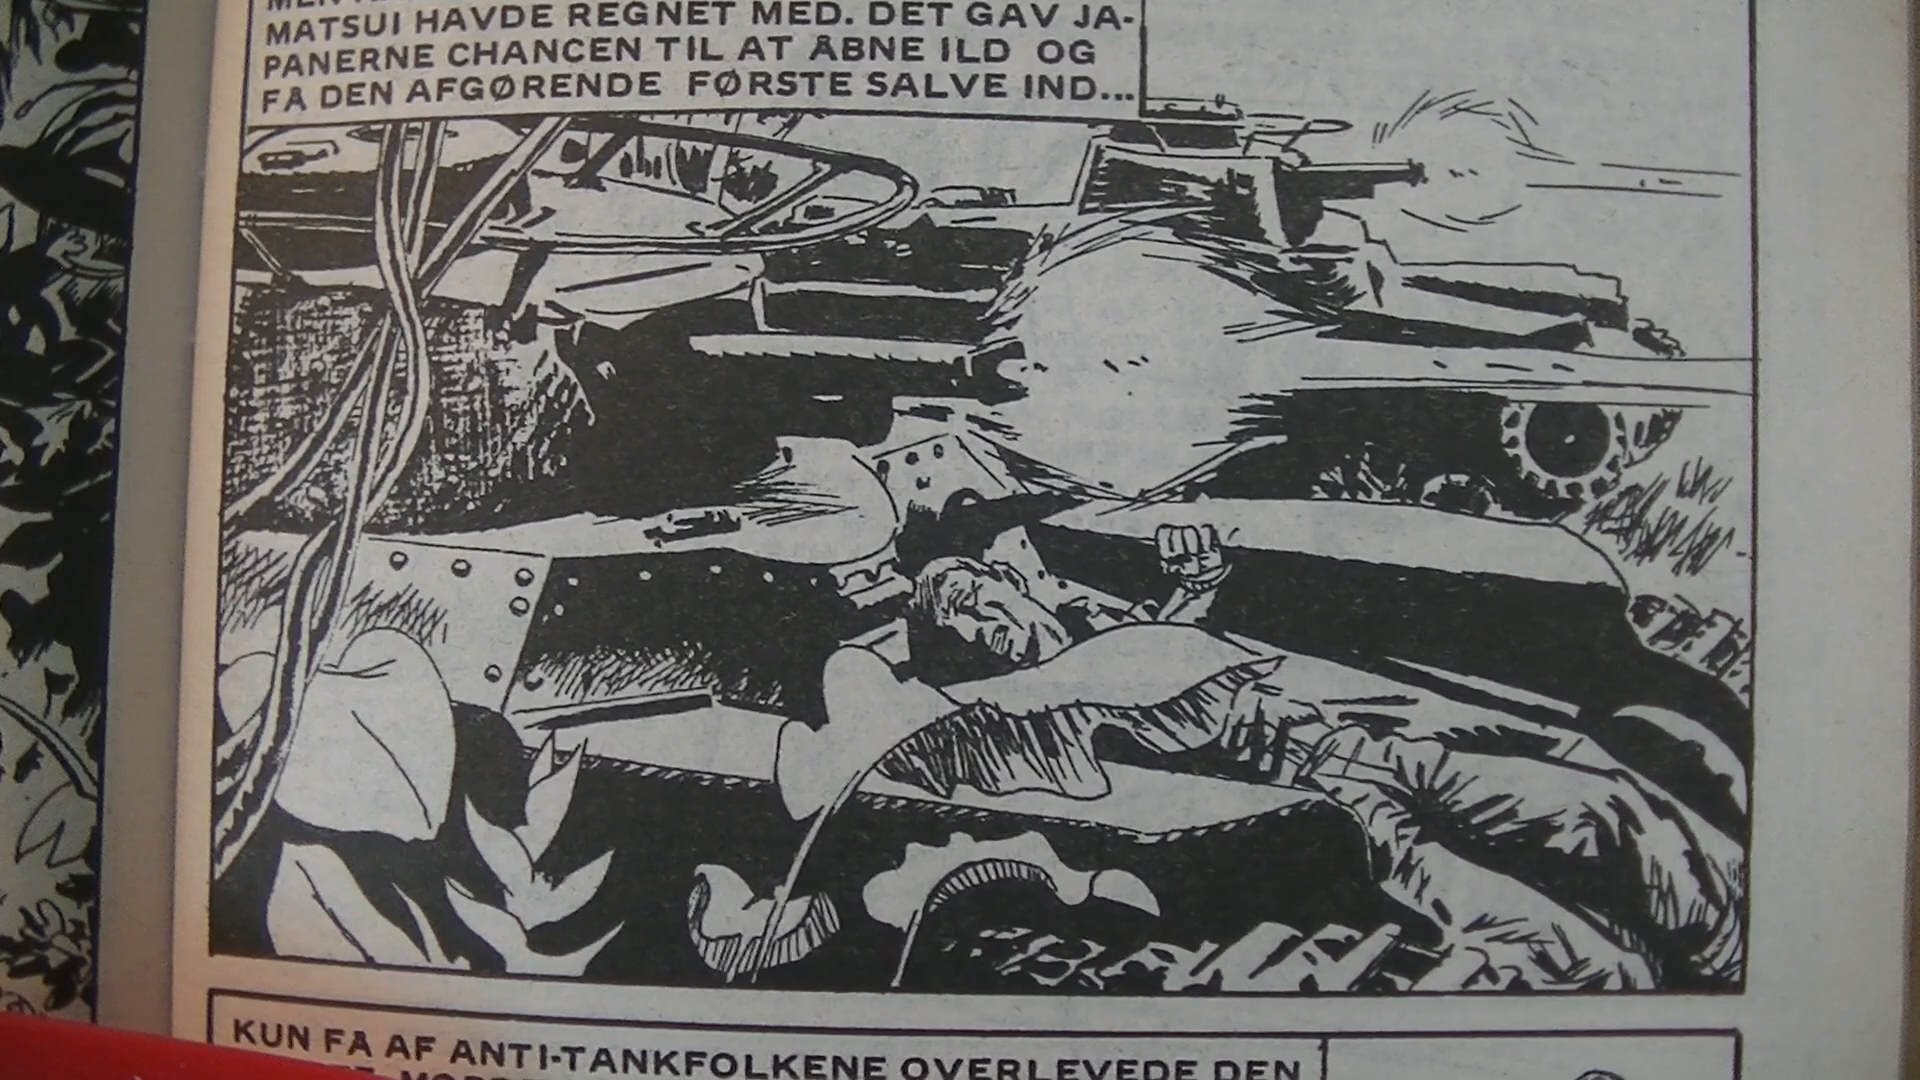 MATSUI HAVDE REGNET MED. DET GAV JA-
PANERNE CHANCEN TIL AT ÅBNE ILD OG
FÅ DEN AFGØRENDE FØRSTE SALVE IND...
KUN FÅ AF ANTI-TANKFOLKENE OVERLEVEDE DEN